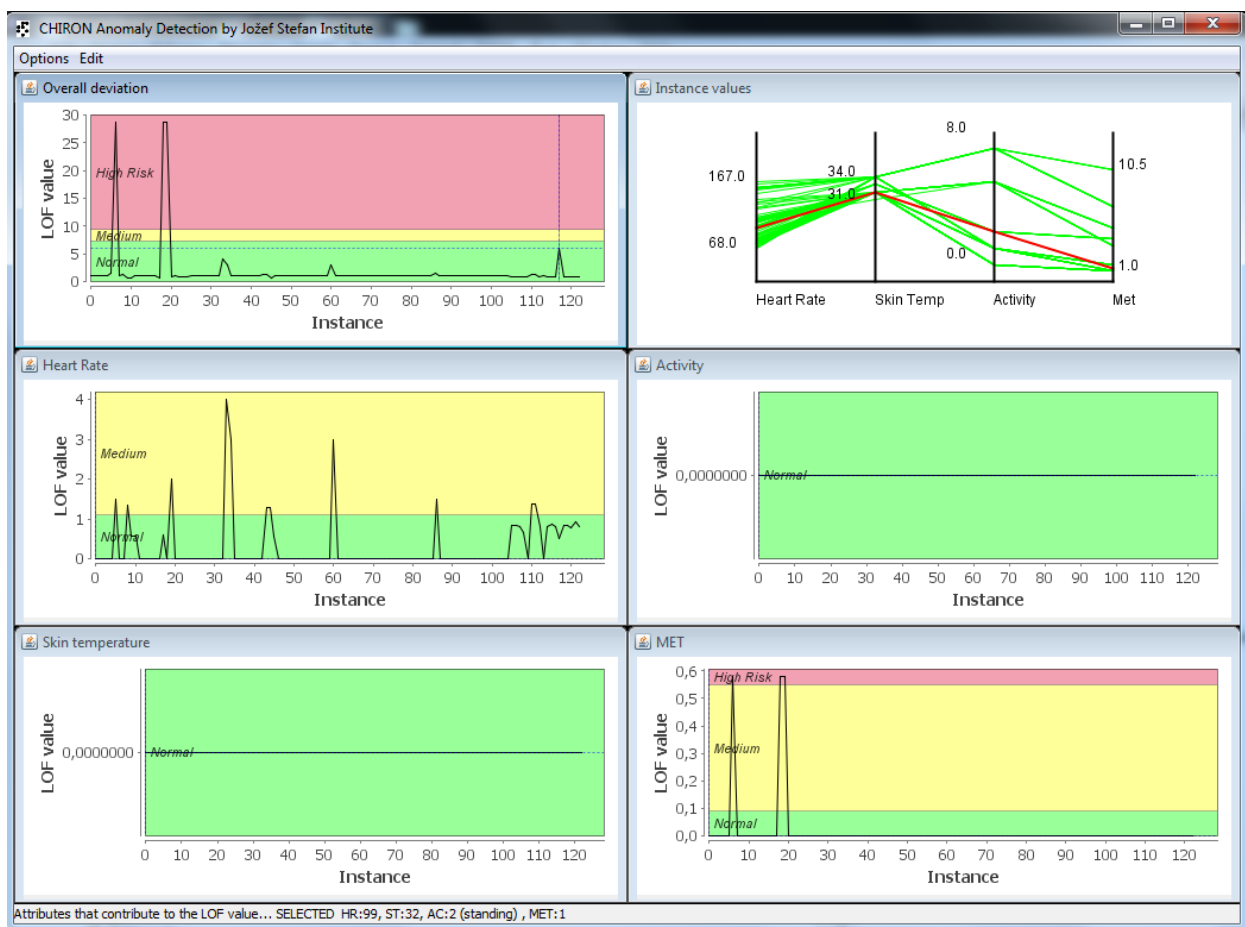 CHIRON Anomaly Detection by Jožef Stefan Institute
Options Edit
Overall deviation
30
25
20
15
10
5
0
LOF value
High Risk
Medium
Normal
0 10 20 30 40 50 60 70 80 90 100 110 120
Instance
Instance values
8.0
167.0
34.0
10.5
31.0
68.0
0.0
1.0
Heart Rate Skin Temp Activity Met
Heart Rate
4
3
2
1
0
LOF value
Medium
Normal
0 10 20 30 40 50 60 70 80 90 100 110 120
Instance
Activity
LOF value
0,0000000
Normal
0 10 20 30 40 50 60 70 80 90 100 110 120
Instance
Skin temperature
LOF value
0,0000000
Normal
0 10 20 30 40 50 60 70 80 90 100 110 120
Instance
MET
0,6
0,5
0,4
0,3
0,2
0,1
0,0
LOF value
High Risk
Medium
Normal
0 10 20 30 40 50 60 70 80 90 100 110 120
Instance
Attributes that contribute to the LOF value... SELECTED HR:99, ST:32, AC:2 (standing) , MET:1